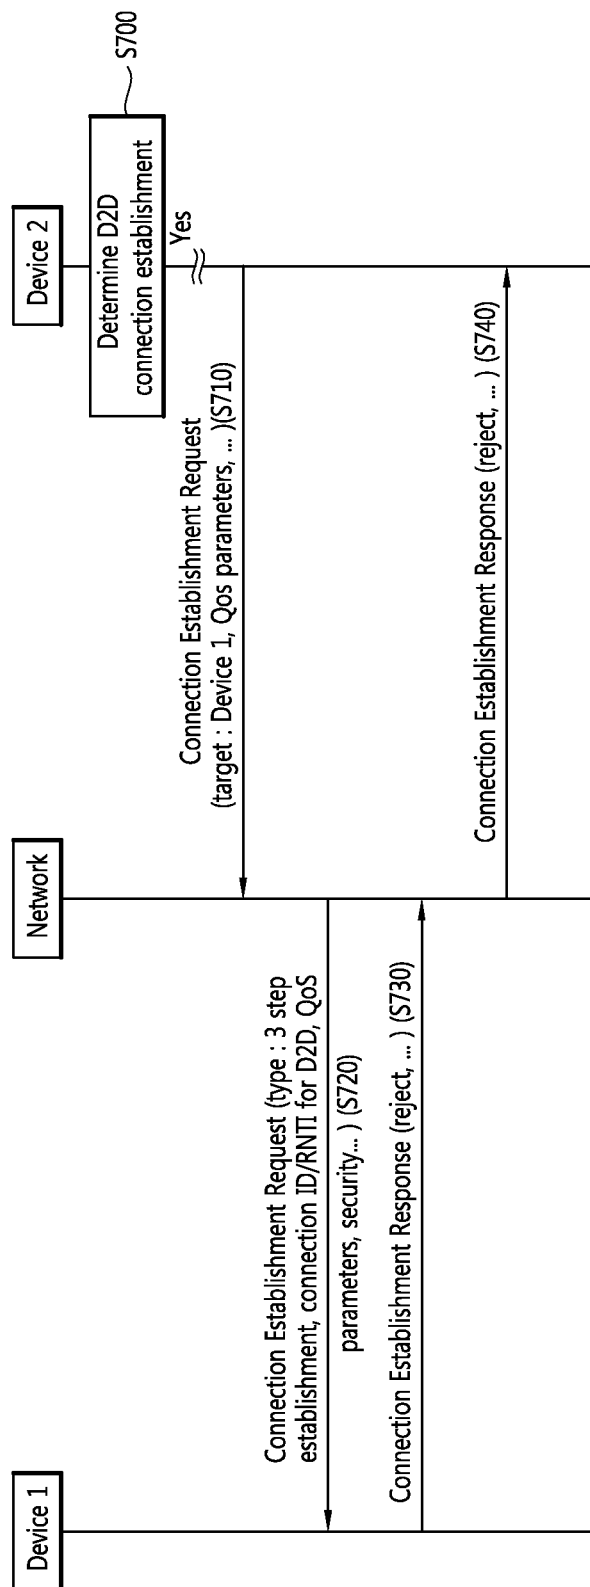 Device 1
Network
Device 2
Determine D2D
connection establishment
S700
Yes
Connection Establishment Request
(target : Device 1, Qos parameters, ... )(S710)
Connection Establishment Request (type : 3 step
establishment, connection ID/RNTI for D2D, QoS
parameters, security... ) (S720)
Connection Establishment Response (reject, ... ) (S730)
Connection Establishment Response (reject, ... ) (S740)